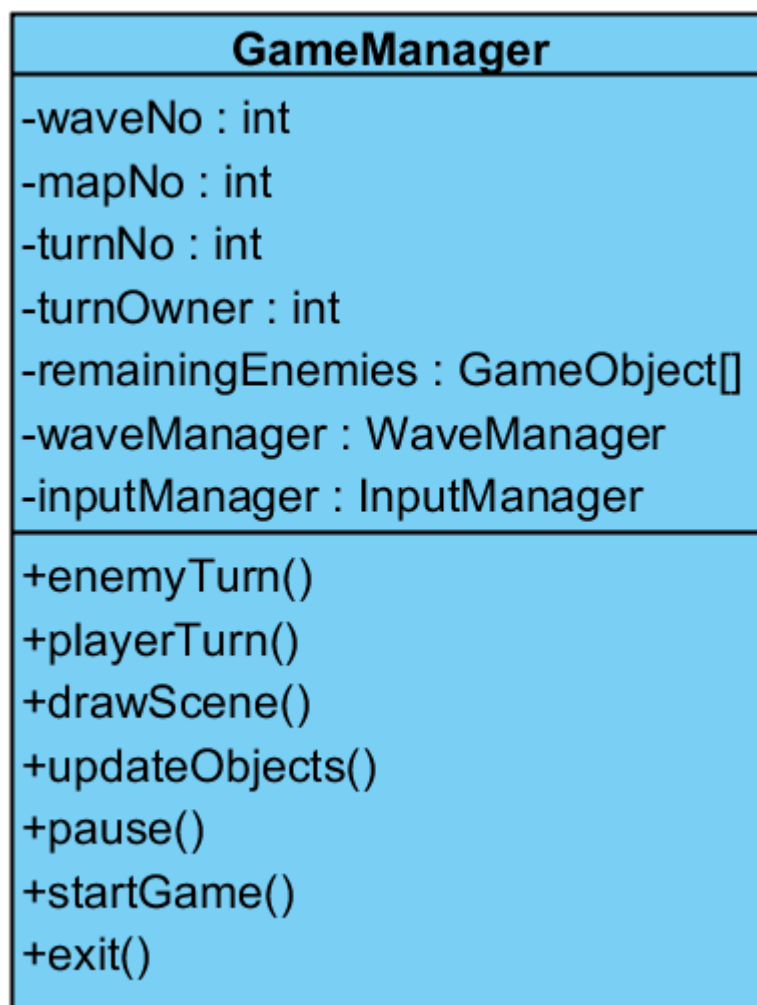 GameManager
-waveNo : int
-mapNo : int
-turnNo : int
-turnOwner : int
-remainingEnemies : GameObject[]
-waveManager : WaveManager
-inputManager : InputManager
+enemyTurn()
+playerTurn()
+drawScene()
+updateObjects()
+pause()
+startGame()
+exit()